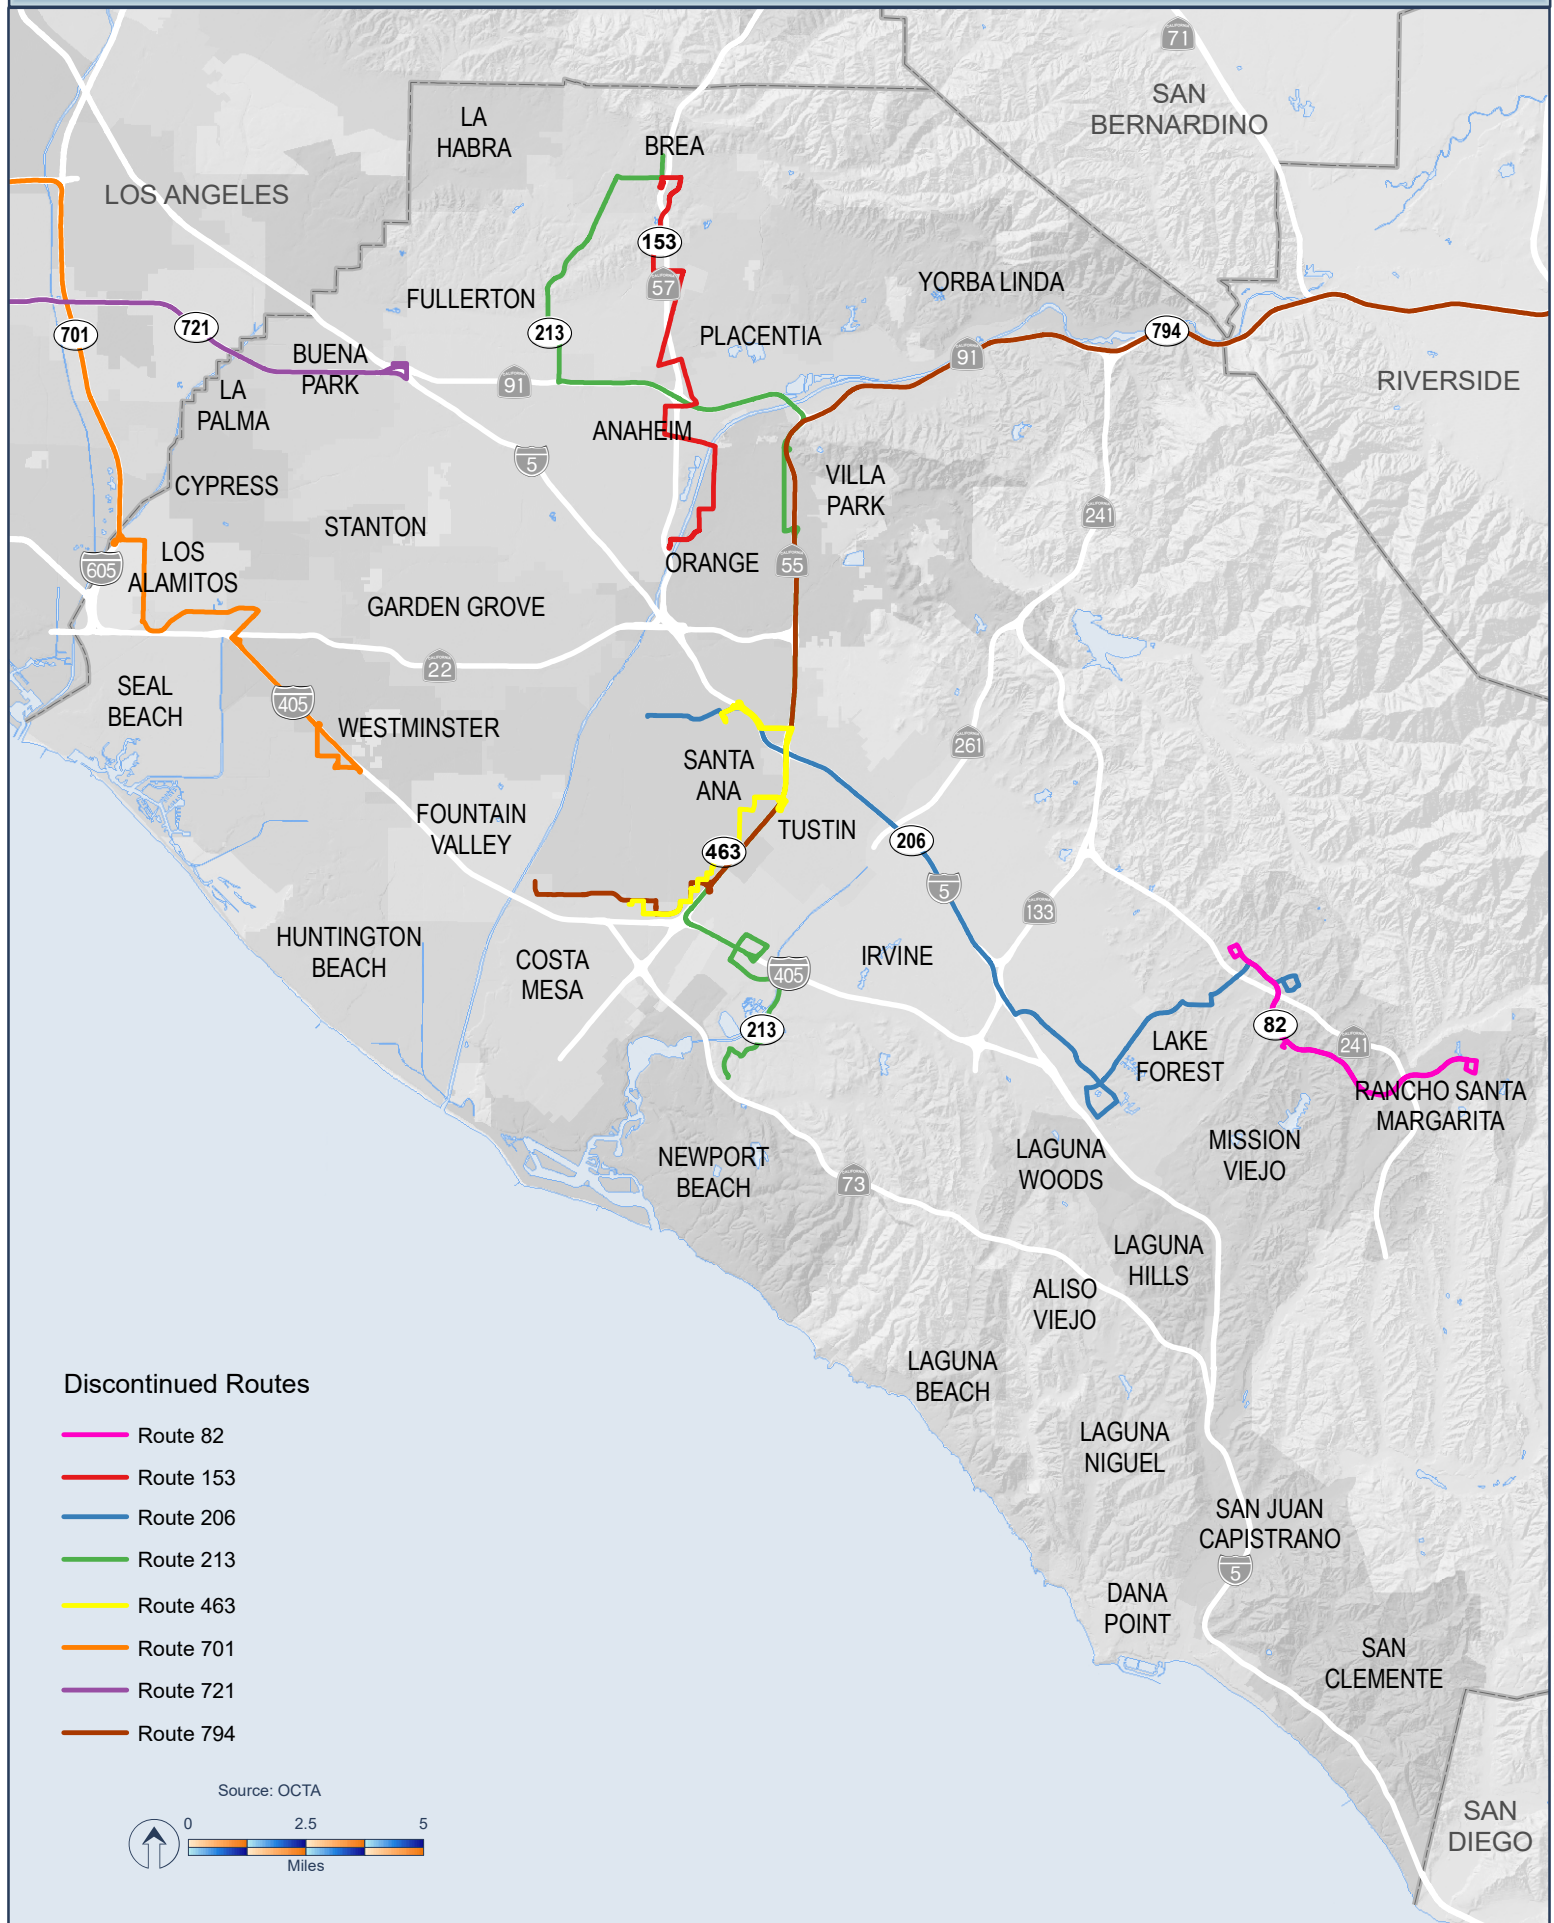 71
SAN
BERNARDINO
LA
HABRA
BREA
LOS ANGELES
153
CALIFORNIA
57
YORBA LINDA
FULLERTON
701
721
213
PLACENTIA
794
BUENA
PARK
91
91
RIVERSIDE
LA
PALMA
ANAHEIM
5
CYPRESS
VILLA
PARK
STANTON
241
605
LOS
ALAMITOS
ORANGE
CALIFORNIA
55
GARDEN GROVE
CALIFORNIA
22
SEAL
BEACH
405
WESTMINSTER
261
SANTA
ANA
FOUNTAIN
VALLEY
TUSTIN
463
206
5
CALIFORNIA
133
HUNTINGTON
BEACH
COSTA
MESA
405
IRVINE
213
82
LAKE
FOREST
241
RANCHO SANTA
MARGARITA
NEWPORT
BEACH
LAGUNA
WOODS
MISSION
VIEJO
CALIFORNIA
73
LAGUNA
HILLS
ALISO
VIEJO
LAGUNA
BEACH
LAGUNA
NIGUEL
SAN JUAN
CAPISTRANO
5
DANA
POINT
SAN
CLEMENTE
SAN
DIEGO
Discontinued Routes
Route 82
Route 153
Route 206
Route 213
Route 463
Route 701
Route 721
Route 794
Source: OCTA
0 2.5 5
Miles